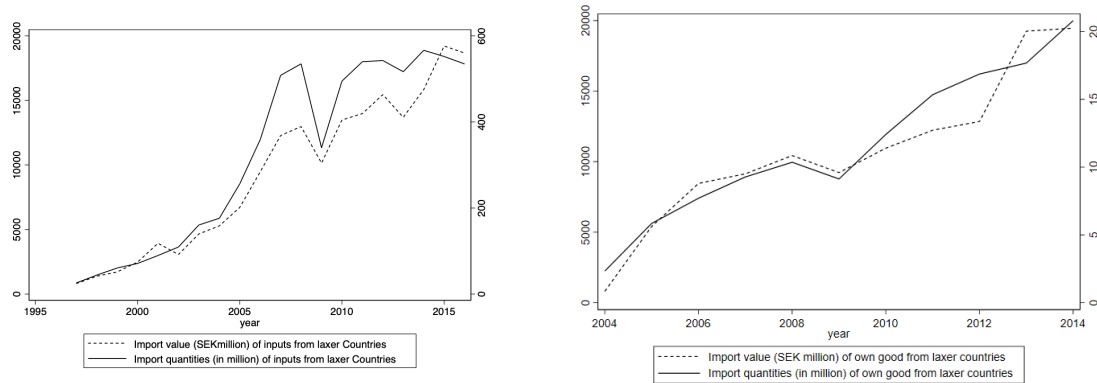 20000
15000
10000
5000
0
600
400
200
0
1995 2000 2005 2010 2015
year
Import value (SEKmillion) of inputs from laxer Countries
Import quantities (in million) of inputs from laxer Countries
20000
15000
10000
5000
0
20
15
10
5
0
2004 2006 2008 2010 2012 2014
year
Import value (SEK million) of own good from laxer countries
Import quantities (in million) of own good from laxer countries